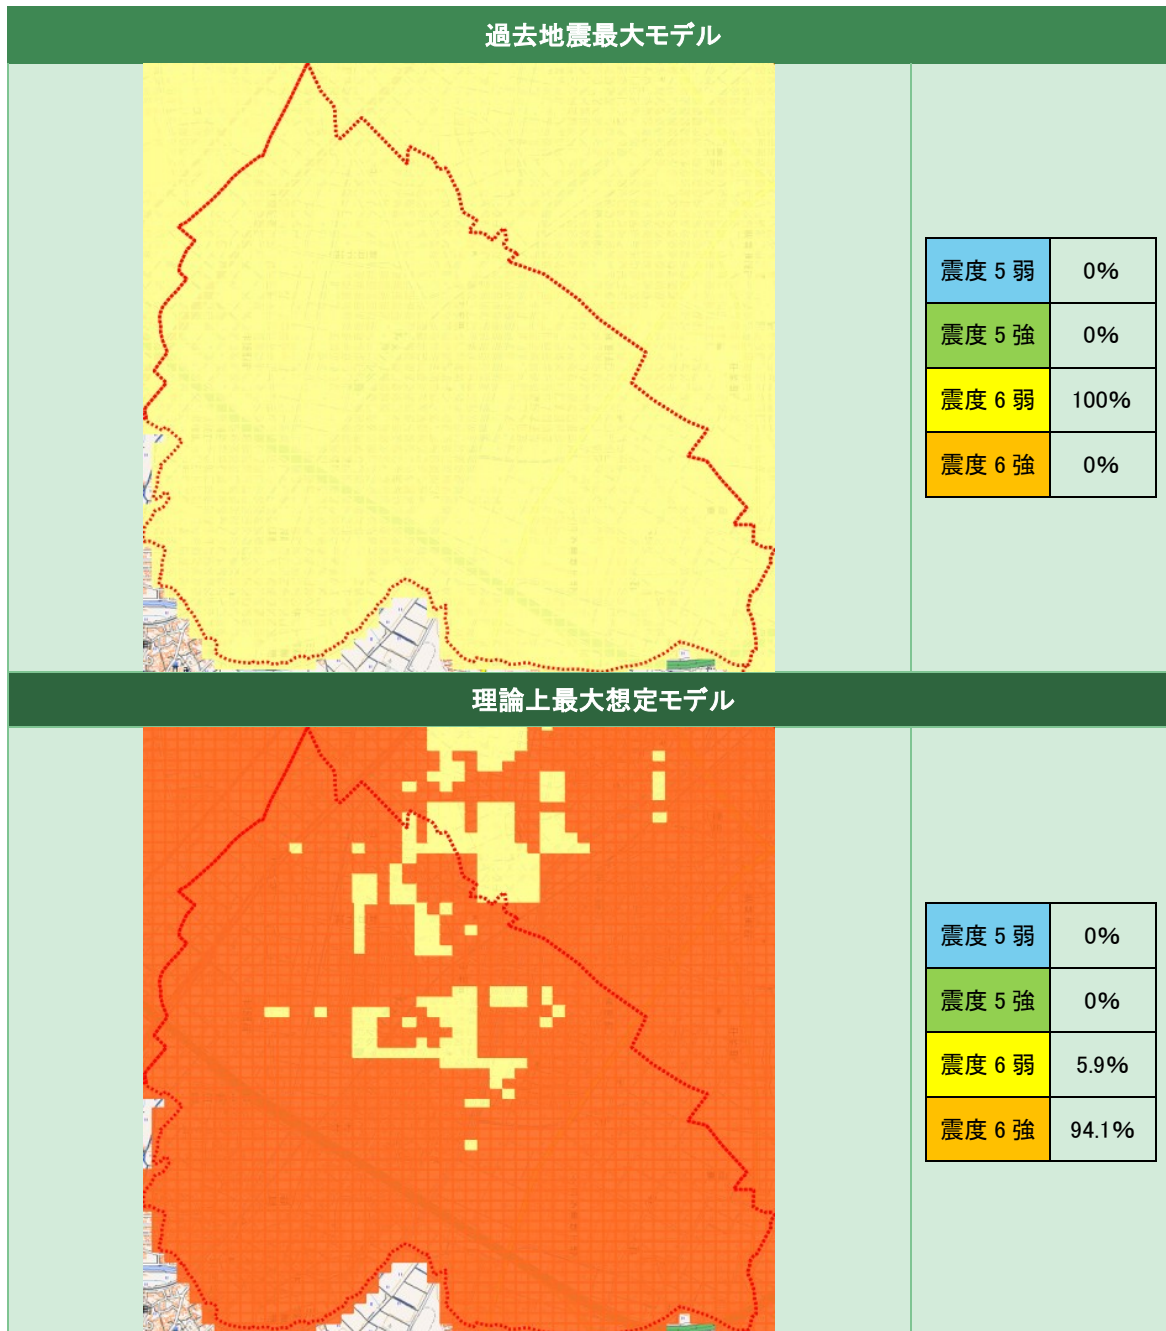 過去地震最大モデル
震度 5 弱 0%
震度 5 強 0%
震度 6 弱 100%
震度 6 強 0%
理論上最大想定モデル
震度 5 弱 0%
震度 5 強 0%
震度 6 弱 5.9%
震度 6 強 94.1%